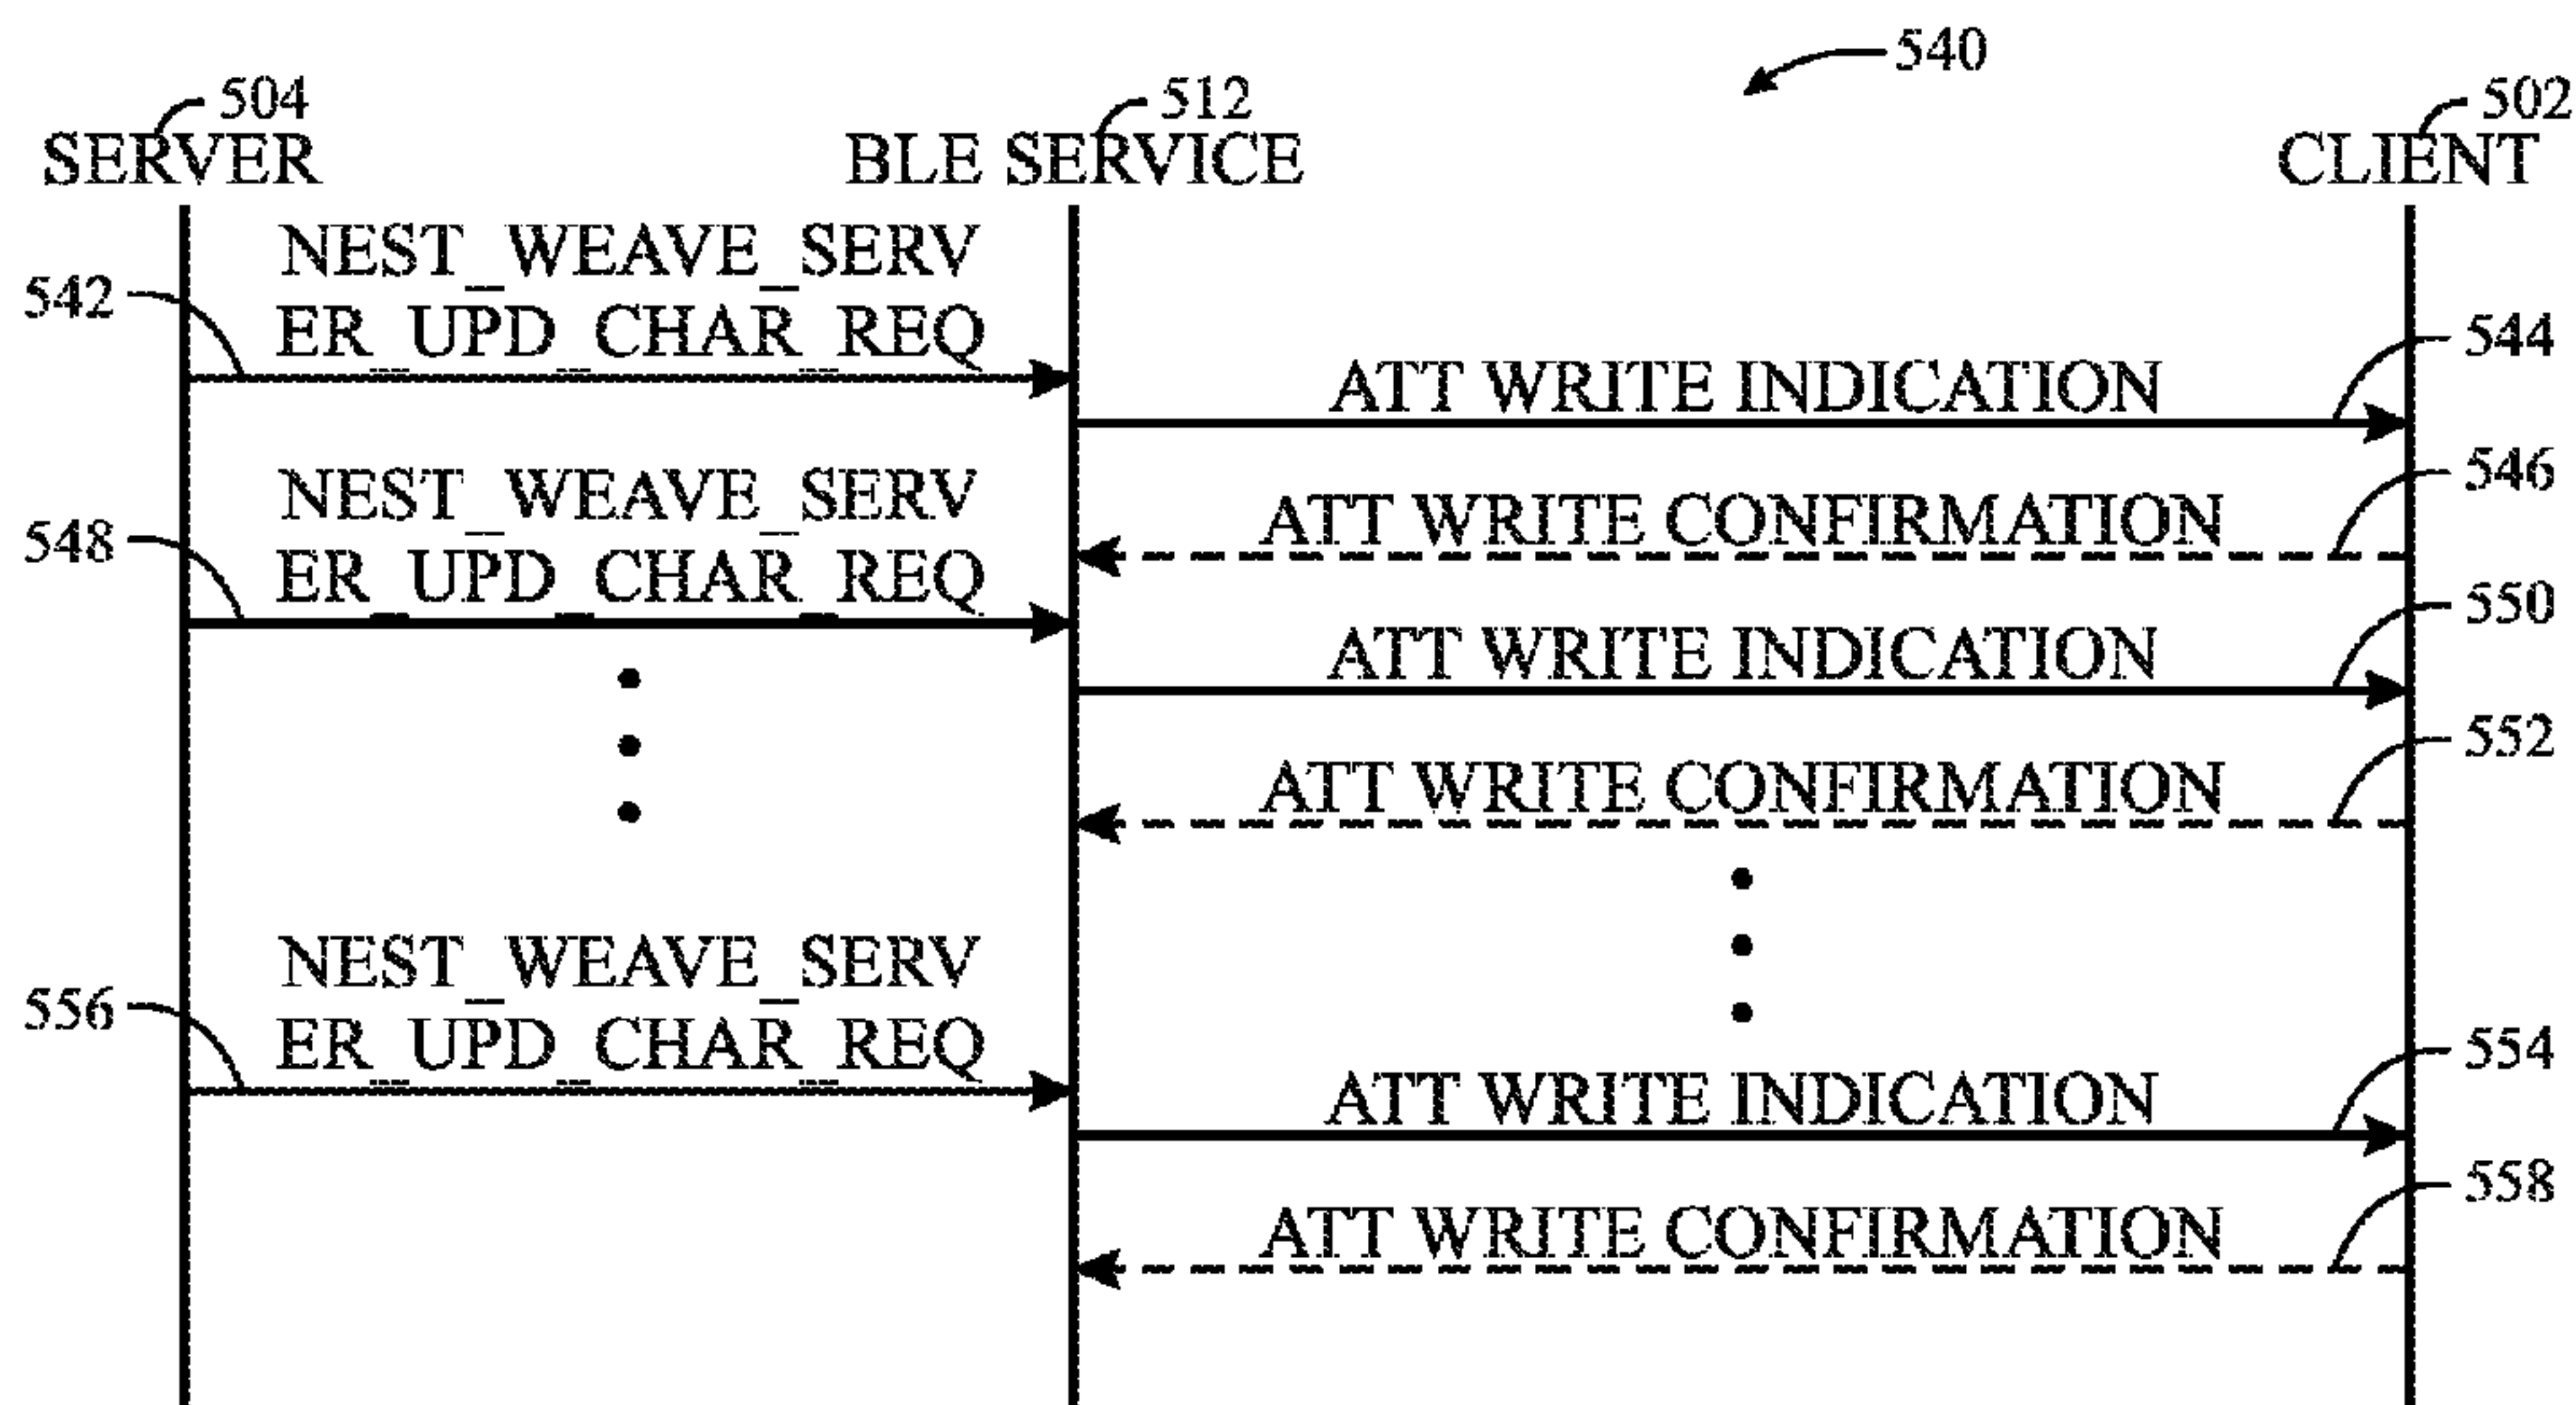 540
504
512
502
SERVER
BLE SERVICE
CLIENT
NEST_WEAVE_SERV
542
ER_UPD_CHAR_REQ
544
ATT WRITE INDICATION
546
NEST_WEAVE_SERV
ATT WRITE CONFIRMATION
548
ER_UPD_CHAR_REQ
550
ATT WRITE INDICATION
552
ATT WRITE CONFIRMATION
NEST_WEAVE_SERV
556
ER_UPD_CHAR_REQ
554
ATT WRITE INDICATION
558
ATT WRITE CONFIRMATION